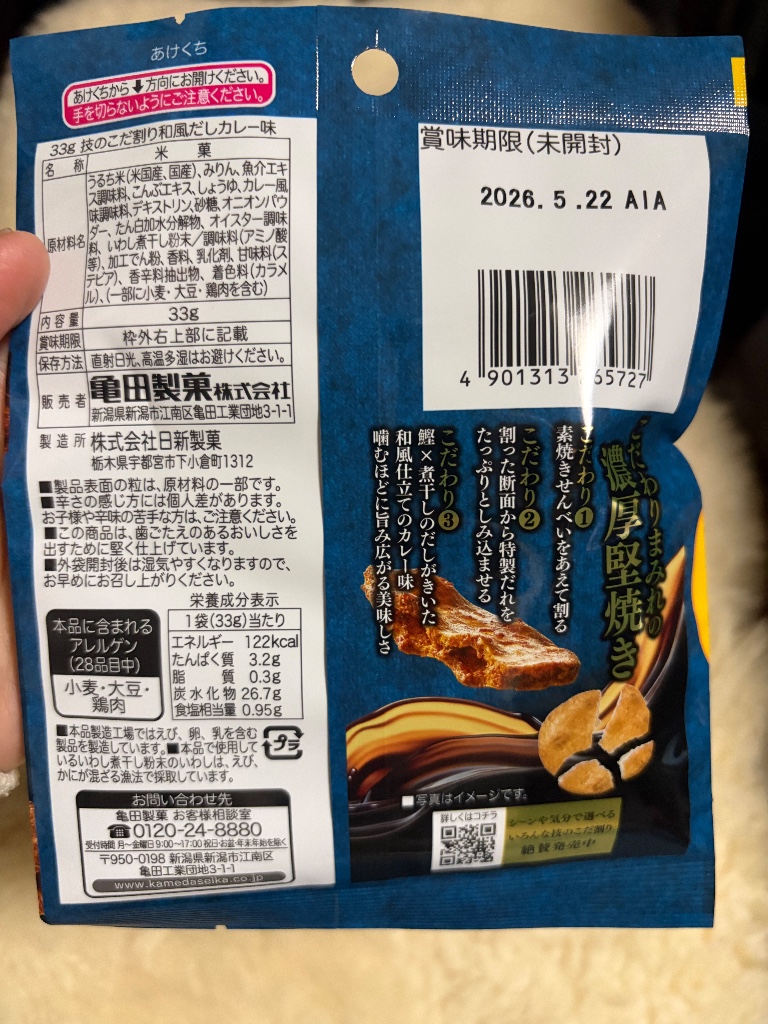 あけくち
あけくちから⬇方向にお開けください。
手を切らないようにご注意ください。
33g 技のこだ割り和風だしカレー味
名称 米菓
原材料名 うるち米(米国産、国産)、みりん、魚介エキ
ス調味料、こんぶエキス、しょうゆ、カレー風
味調味料、デキストリン、砂糖、オニオンパウ
ダー、たん白加水分解物、オイスター調味
料、いわし煮干し粉末／調味料(アミノ酸
等)、加工でん粉、香料、乳化剤、甘味料(ス
テビア)、香辛料抽出物、着色料(カラメ
ル)、(一部に小麦・大豆・鶏肉を含む)
内容量 33g
賞味期限 枠外右上部に記載
保存方法 直射日光、高温多湿はお避けください。
販売者 亀田製菓株式会社
新潟県新潟市江南区亀田工業団地3-1-1
製造所 株式会社日新製菓
栃木県宇都宮市下小倉町1312
■製品表面の粒は、原材料の一部です。
■辛さの感じ方には個人差があります。
お子様や辛味の苦手な方は、ご注意ください。
■この商品は、歯ごたえのあるおいしさを
出すために堅く仕上げています。
■外袋開封後は湿気やすくなりますので、
お早めにお召し上がりください。
本品に含まれる
アレルゲン
(28品目中)
小麦・大豆・
鶏肉
栄養成分表示
1袋(33g)当たり
エネルギー 122kcal
たんぱく質 3.2g
脂質 0.3g
炭水化物 26.7g
食塩相当量 0.95g
■本品製造工場ではえび、卵、乳を含む
製品を製造しています。■本品で使用して
いるいわし煮干し粉末のいわしは、えび、
かにが混ざる漁法で採取しています。
プラ
お問い合わせ先
亀田製菓 お客様相談室
☎0120-24-8880
受付時間 月〜金曜日9:00〜17:00 祝日・お盆・年末年始を除く
〒950-0198 新潟県新潟市江南区
亀田工業団地3-1-1
www.kamedaseika.co.jp
賞味期限(未開封)
2026.5.22 A1A
4 901313 65727
こだわりまみれの
濃厚堅焼き
こだわり1
素焼きせんべいをあえて割る
こだわり2
割った断面から特製だれを
たっぷりとしみ込ませる
こだわり3
鰹×煮干しのだしがきいた
和風仕立てのカレー味
噛むほどに旨み広がる美味しさ
■写真はイメージです。
詳しくはコチラ
シーンや気分で選べる
いろんな技のこだ割り
絶賛発売中